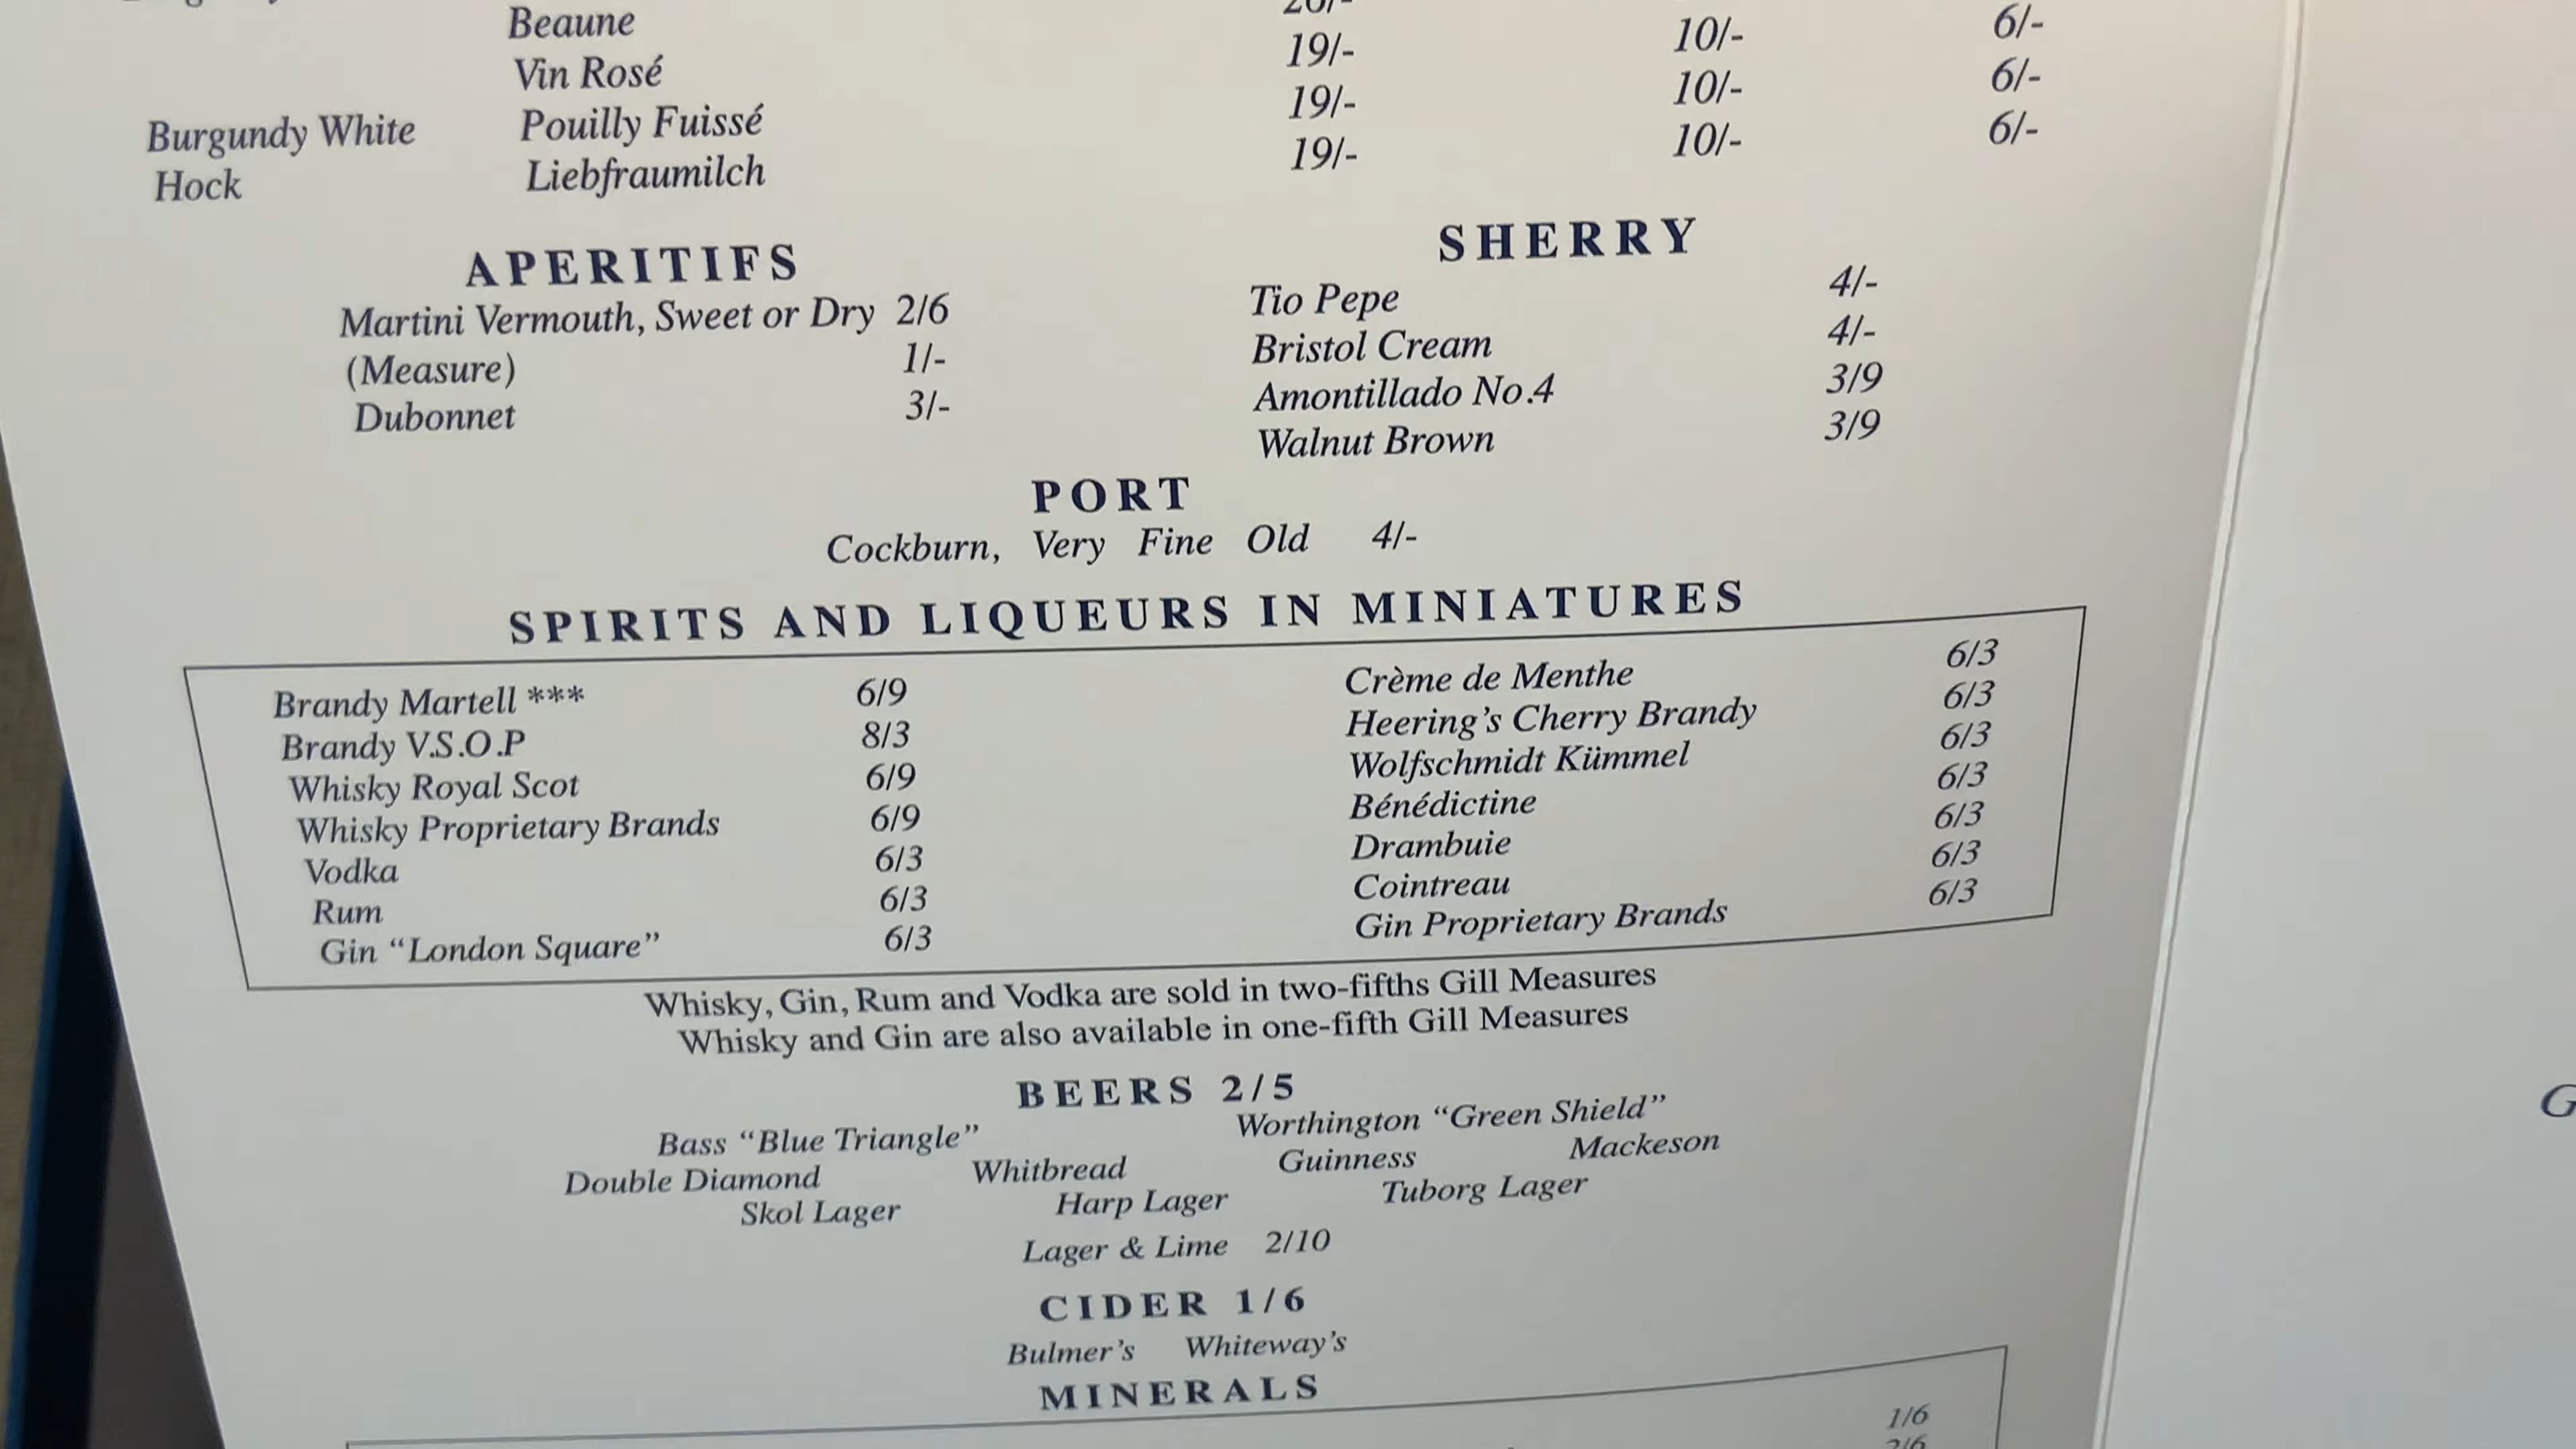 Beaune
Vin Rosé 19/- 10/- 6/-
Burgundy White Pouilly Fuissé 19/- 10/- 6/-
Hock Liebfraumilch 19/- 10/- 6/-
APERITIFS
Martini Vermouth, Sweet or Dry 2/6
(Measure) 1/-
Dubonnet 3/-
SHERRY
Tio Pepe 4/-
Bristol Cream 4/-
Amontillado No.4 3/9
Walnut Brown 3/9
PORT
Cockburn, Very Fine Old 4/-
SPIRITS AND LIQUEURS IN MINIATURES
Brandy Martell *** 6/9
Brandy V.S.O.P 8/3
Whisky Royal Scot 6/9
Whisky Proprietary Brands 6/9
Vodka 6/3
Rum 6/3
Gin “London Square” 6/3
Crème de Menthe 6/3
Heering’s Cherry Brandy 6/3
Wolfschmidt Kümmel 6/3
Bénédictine 6/3
Drambuie 6/3
Cointreau 6/3
Gin Proprietary Brands 6/3
Whisky, Gin, Rum and Vodka are sold in two-fifths Gill Measures
Whisky and Gin are also available in one-fifth Gill Measures
BEERS 2/5
Bass “Blue Triangle” Worthington “Green Shield”
Double Diamond Whitbread Guinness Mackeson
Skol Lager Harp Lager Tuborg Lager
Lager & Lime 2/10
CIDER 1/6
Bulmer’s Whiteway’s
MINERALS
1/6